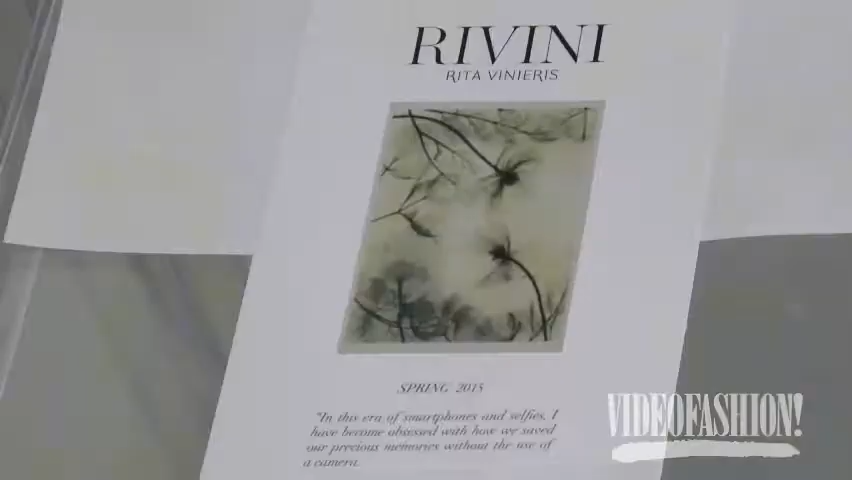 RIVINI
RITA VINIERIS
SPRING 2015
"In this era of smartphones and selfies, I
have become obsessed with how we saved
our precious memories without the use of
a camera.
VIDEOFASHION!